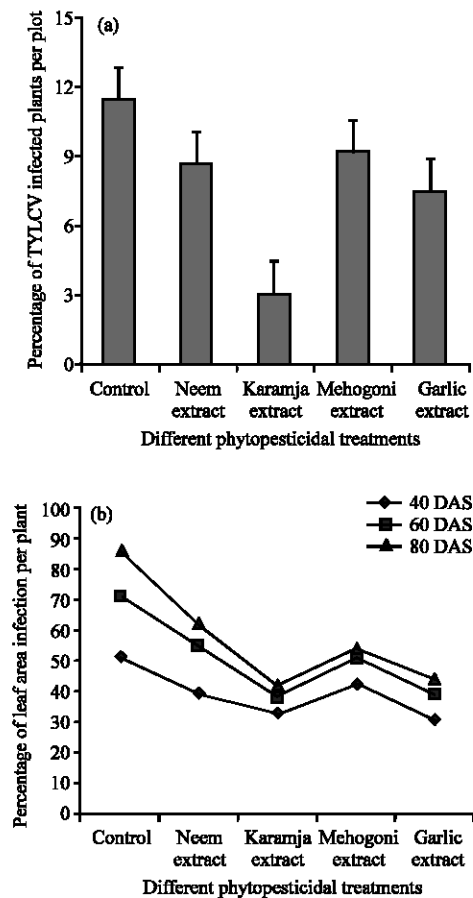 (a)
Percentage of TYLCV infected plants per plot
15
12
9
6
3
0
Control
Neem extract
Karamja extract
Mehogoni extract
Garlic extract
Different phytopesticidal treatments
(b)
40 DAS
60 DAS
80 DAS
Percentage of leaf area infection per plant
100
90
80
70
60
50
40
30
20
10
0
Control
Neem extract
Karamja extract
Mehogoni extract
Garlic extract
Different phytopesticidal treatments